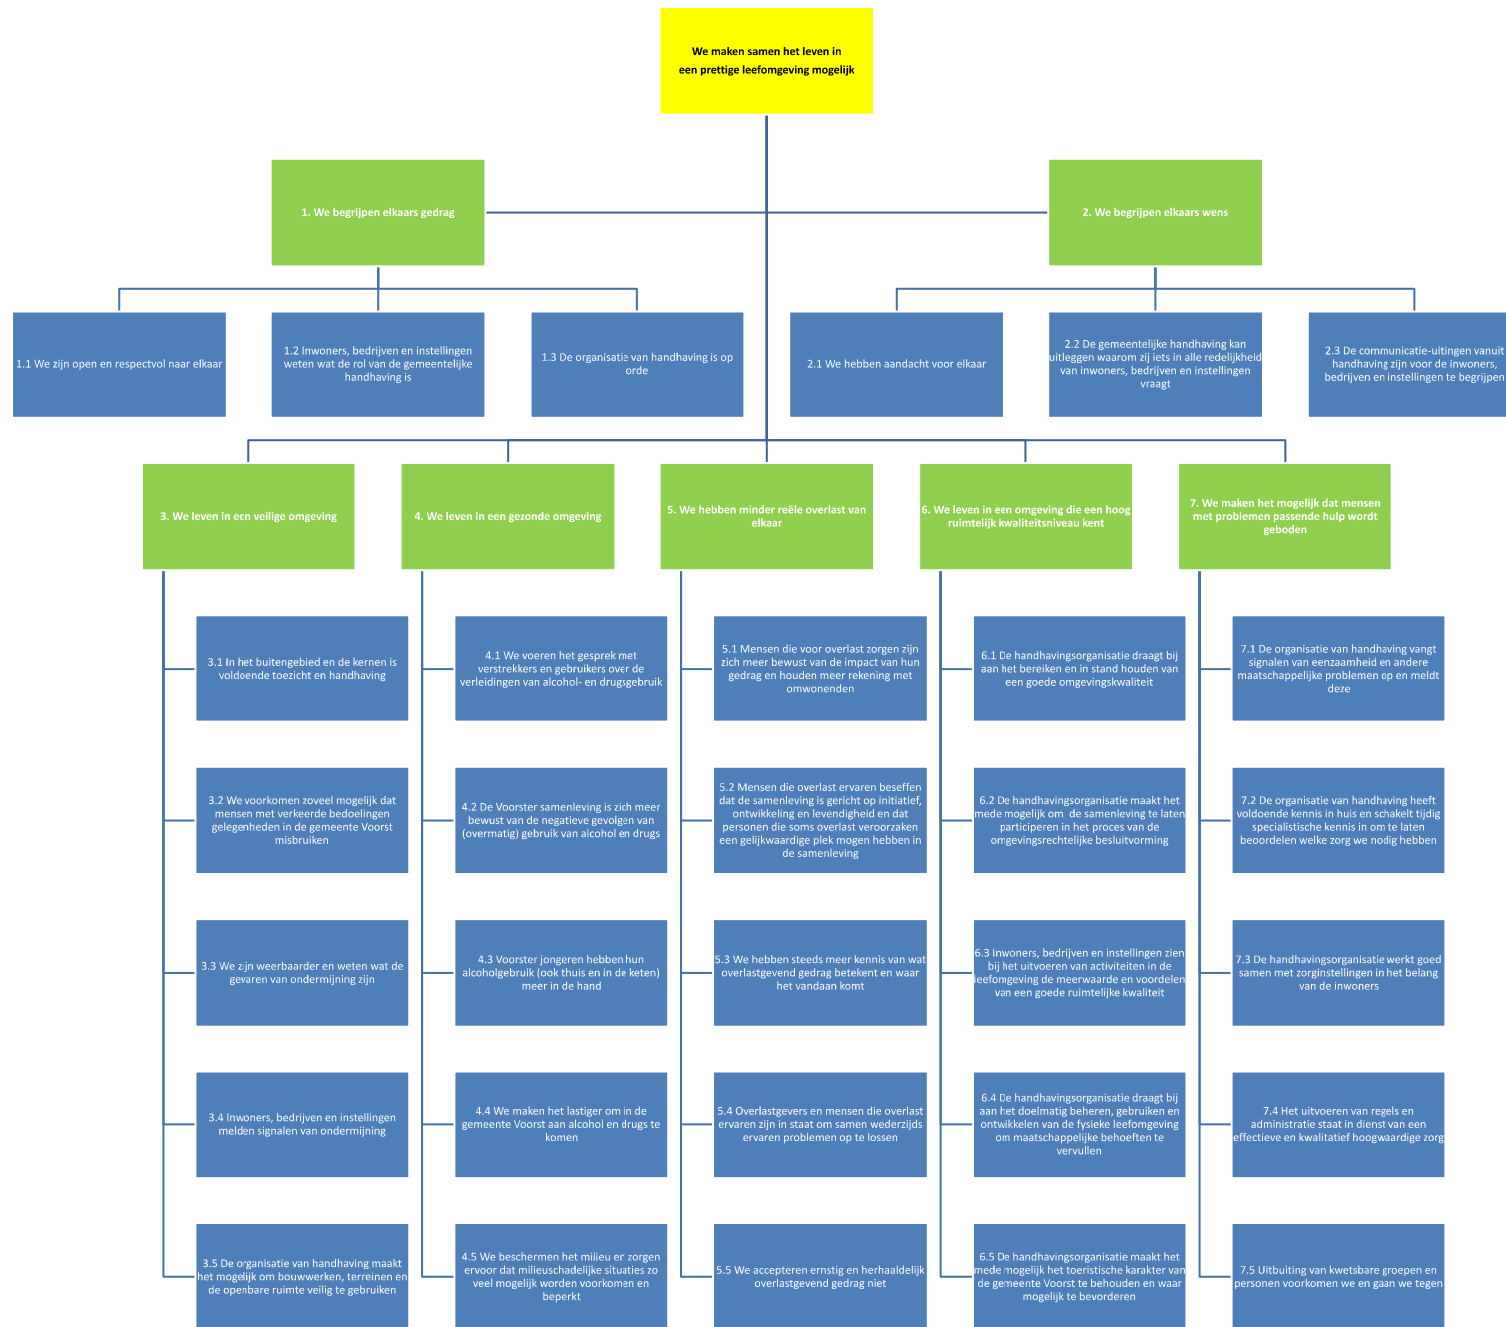 We maken samen het leven in
een prettige leefomgeving mogelijk
1. We begrijpen elkaars gedrag
2. We begrijpen elkaars wens
1.1 We zijn open en respectvol naar elkaar
1.2 Inwoners, bedrijven en instellingen
weten wat de rol van de gemeentelijke
handhaving is
1.3 De organisatie van handhaving is op
orde
2.1 We hebben aandacht voor elkaar
2.2 De gemeentelijke handhaving kan
uitleggen waarom zij iets in alle redelijkheid
van inwoners, bedrijven en instellingen
vraagt
2.3 De communicatie-uitingen vanuit
handhaving zijn voor de inwoners,
bedrijven en instellingen te begrijpen
3. We leven in een veilige omgeving
4. We leven in een gezonde omgeving
5. We hebben minder reële overlast van
elkaar
6. We leven in een omgeving die een hoog
ruimtelijk kwaliteitsniveau kent
7. We maken het mogelijk dat mensen
met problemen passende hulp wordt
geboden
3.1 In het buitengebied en de kernen is
voldoende toezicht en handhaving
4.1 We voeren het gesprek met
verstrekkers en gebruikers over de
verleidingen van alcohol- en drugsgebruik
5.1 Mensen die voor overlast zorgen zijn
zich meer bewust van de impact van hun
gedrag en houden meer rekening met
omwonenden
6.1 De handhavingsorganisatie draagt bij
aan het bereiken en in stand houden van
een goede omgevingskwaliteit
7.1 De organisatie van handhaving vangt
signalen van eenzaamheid en andere
maatschappelijke problemen op en meldt
deze
3.2 We voorkomen zoveel mogelijk dat
mensen met verkeerde bedoelingen
gelegenheden in de gemeente Voorst
misbruiken
4.2 De Voorster samenleving is zich meer
bewust van de negatieve gevolgen van
(overmatig) gebruik van alcohol en drugs
5.2 Mensen die overlast ervaren beseffen
dat de samenleving is gericht op initiatief,
ontwikkeling en levendigheid en dat
personen die soms overlast veroorzaken
een gelijkwaardige plek mogen hebben in
de samenleving
6.2 De handhavingsorganisatie maakt het
mede mogelijk om de samenleving te laten
participeren in het proces van de
omgevingsrechtelijke besluitvorming
7.2 De organisatie van handhaving heeft
voldoende kennis in huis en schakelt tijdig
specialistische kennis in om te laten
beoordelen welke zorg we nodig hebben
3.3 We zijn weerbaarder en weten wat de
gevaren van ondermijning zijn
4.3 Voorster jongeren hebben hun
alcoholgebruik (ook thuis en in de keten)
meer in de hand
5.3 We hebben steeds meer kennis van wat
overlastgevend gedrag betekent en waar
het vandaan komt
6.3 Inwoners, bedrijven en instellingen zien
bij het uitvoeren van activiteiten in de
leefomgeving de meerwaarde en voordelen
van een goede ruimtelijke kwaliteit
7.3 De handhavingsorganisatie werkt goed
samen met zorginstellingen in het belang
van de inwoners
3.4 Inwoners, bedrijven en instellingen
melden signalen van ondermijning
4.4 We maken het lastiger om in de
gemeente Voorst aan alcohol en drugs te
komen
5.4 Overlastgevers en mensen die overlast
ervaren zijn in staat om samen wederzijds
ervaren problemen op te lossen
6.4 De handhavingsorganisatie draagt bij
aan het doelmatig beheren, gebruiken en
ontwikkelen van de fysieke leefomgeving
om maatschappelijke behoeften te
vervullen
7.4 Het uitvoeren van regels en
administratie staat in dienst van een
effectieve en kwalitatief hoogwaardige zorg
3.5 De organisatie van handhaving maakt
het mogelijk om bouwwerken, terreinen en
de openbare ruimte veilig te gebruiken
4.5 We beschermen het milieu en zorgen
ervoor dat milieuschadelijke situaties zo
veel mogelijk worden voorkomen en
beperkt
5.5 We accepteren ernstig en herhaaldelijk
overlastgevend gedrag niet
6.5 De handhavingsorganisatie maakt het
mede mogelijk het toeristische karakter van
de gemeente Voorst te behouden en waar
mogelijk te bevorderen
7.5 Uitbuiting van kwetsbare groepen en
personen voorkomen we en gaan we tegen